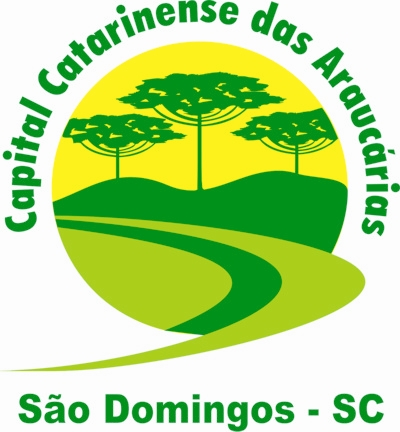 Capital Catarinense das Araucárias
São Domingos - SC